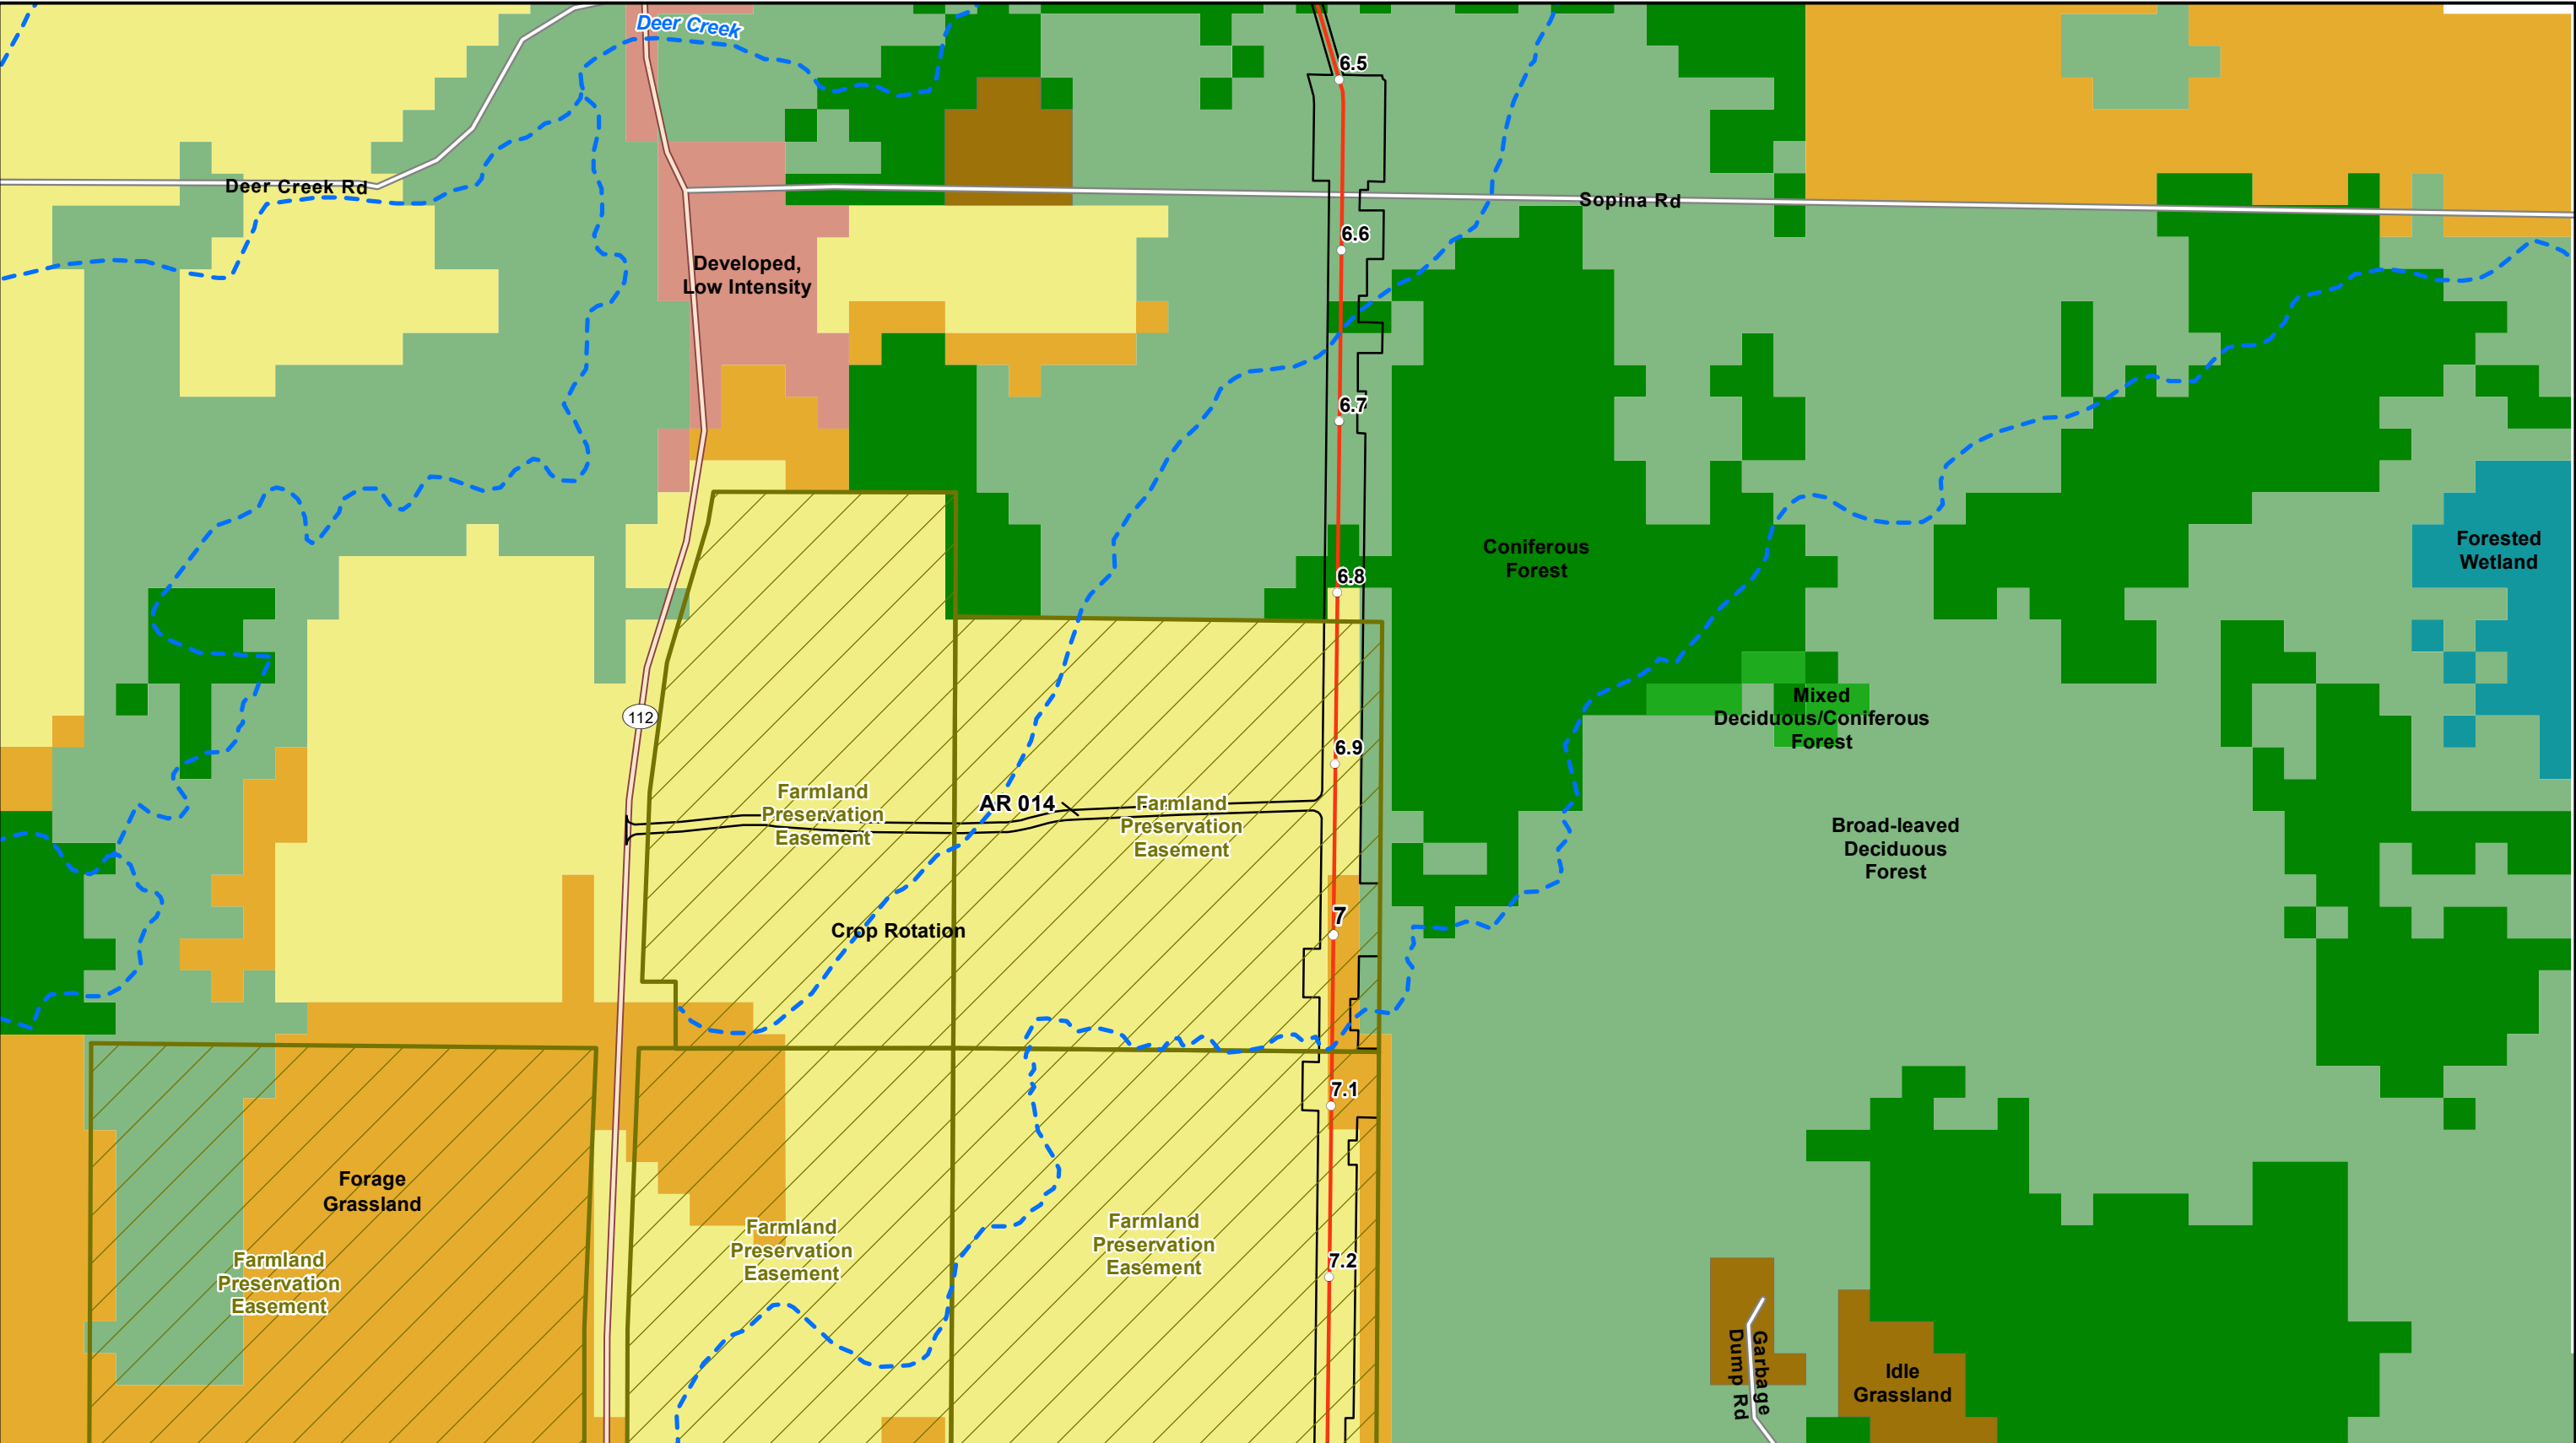 Deer Creek
6.5
Deer Creek Rd
Sopina Rd
6.6
Developed,
Low Intensity
6.7
Coniferous
Forest
Forested
Wetland
6.8
Mixed
Deciduous/Coniferous
Forest
112
6.9
Farmland
Preservation
Easement
AR 014
Farmland
Preservation
Easement
Broad-leaved
Deciduous
Forest
7
Crop Rotation
7.1
Forage
Grassland
Farmland
Preservation
Easement
Farmland
Preservation
Easement
Farmland
Preservation
Easement
7.2
Garbage
Dump Rd
Idle
Grassland